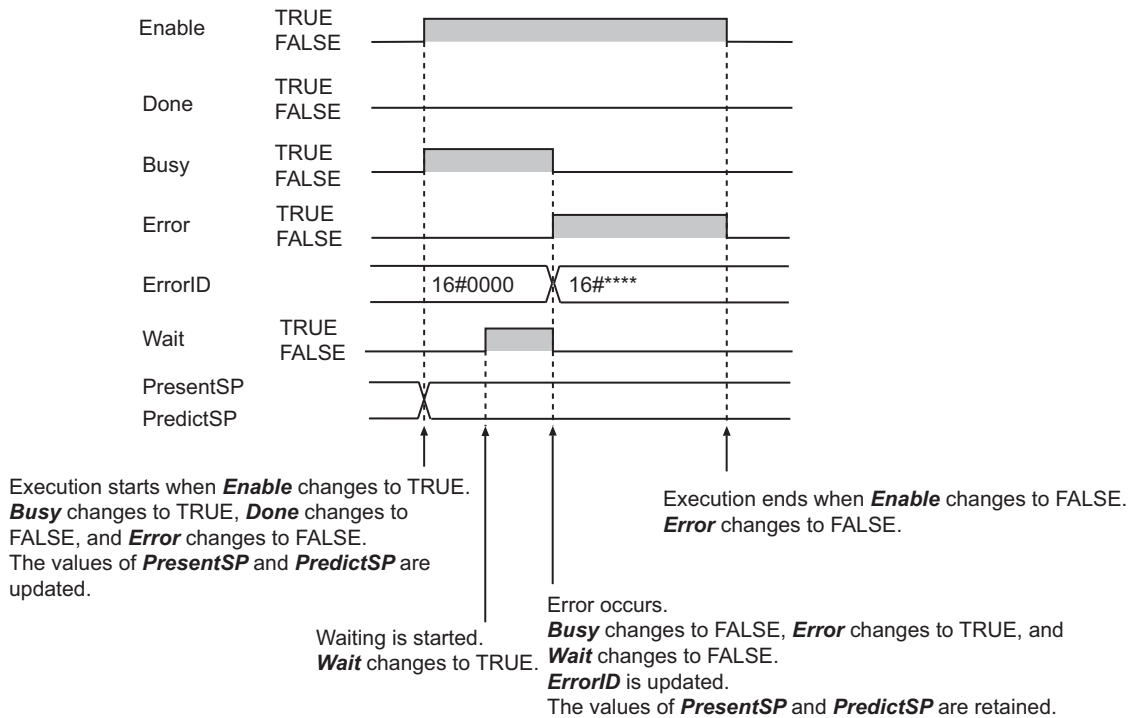 Enable TRUE
FALSE
Done TRUE
FALSE
Busy TRUE
FALSE
Error TRUE
FALSE
ErrorID 16#0000 16#****
Wait TRUE
FALSE
PresentSP
PredictSP
Execution starts when Enable changes to TRUE.
Busy changes to TRUE, Done changes to
FALSE, and Error changes to FALSE.
The values of PresentSP and PredictSP are
updated.
Waiting is started.
Wait changes to TRUE.
Error occurs.
Busy changes to FALSE, Error changes to TRUE, and
Wait changes to FALSE.
ErrorID is updated.
The values of PresentSP and PredictSP are retained.
Execution ends when Enable changes to FALSE.
Error changes to FALSE.